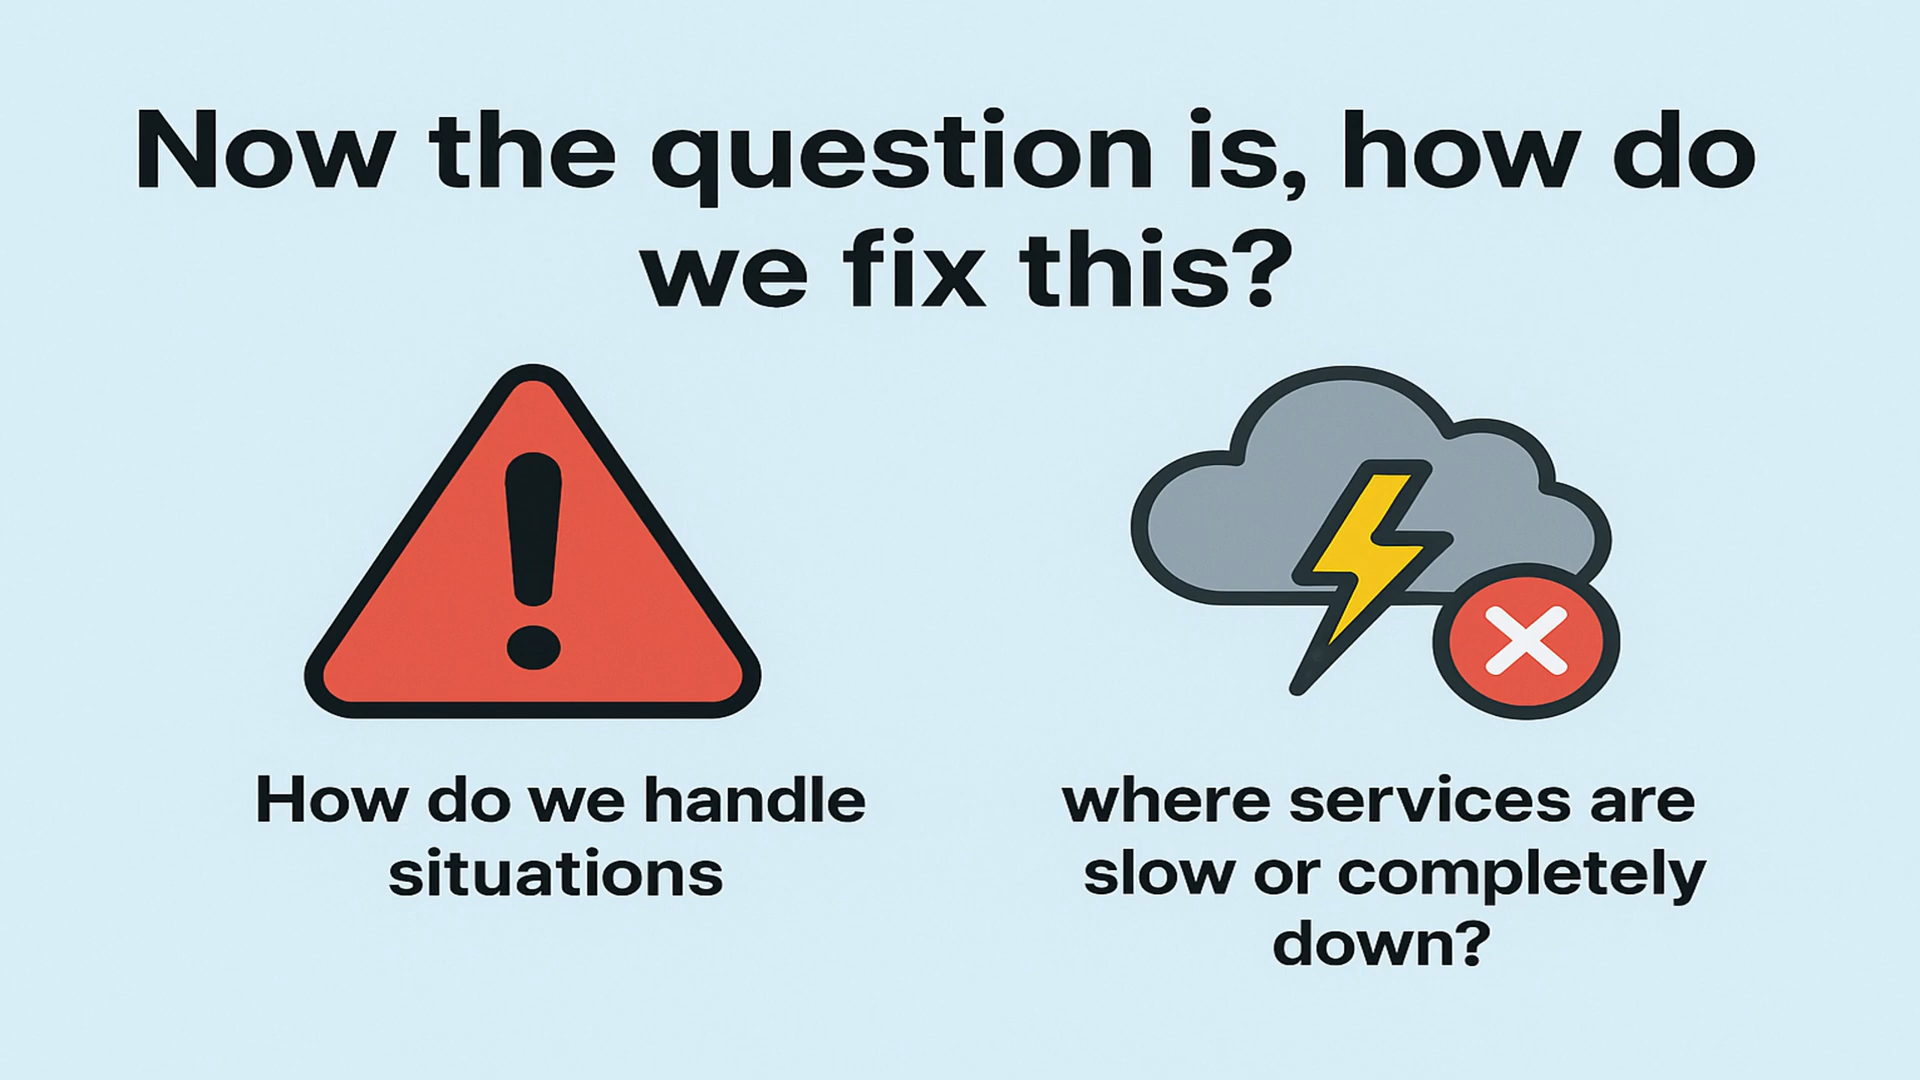 Now the question is, how do
we fix this?
How do we handle
situations
where services are
slow or completely
down?